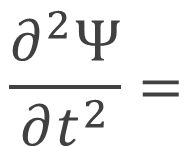 ∂²Ψ
∂t² =